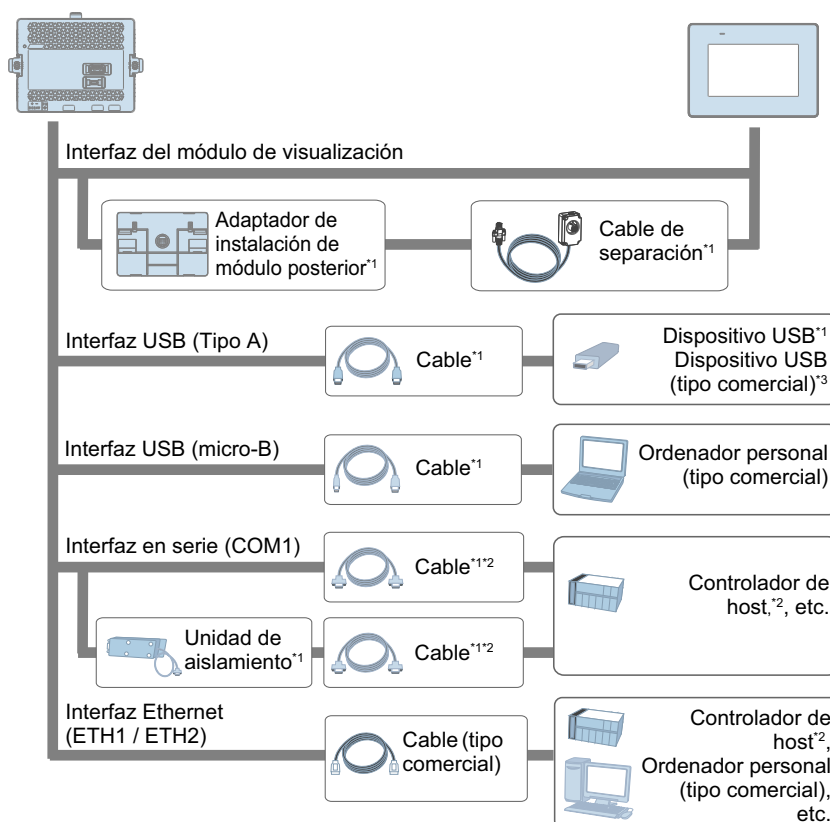 Interfaz del módulo de visualización
Adaptador de
instalación de
módulo posterior*1
Cable de
separación*1
Interfaz USB (Tipo A)
Cable*1
Dispositivo USB*1
Dispositivo USB
(tipo comercial)*3
Interfaz USB (micro-B)
Cable*1
Ordenador personal
(tipo comercial)
Interfaz en serie (COM1)
Cable*1*2
Controlador de
host,*2, etc.
Unidad de
aislamiento*1
Cable*1*2
Interfaz Ethernet
(ETH1 / ETH2)
Cable (tipo
comercial)
Controlador de
host*2,
Ordenador personal
(tipo comercial),
etc.